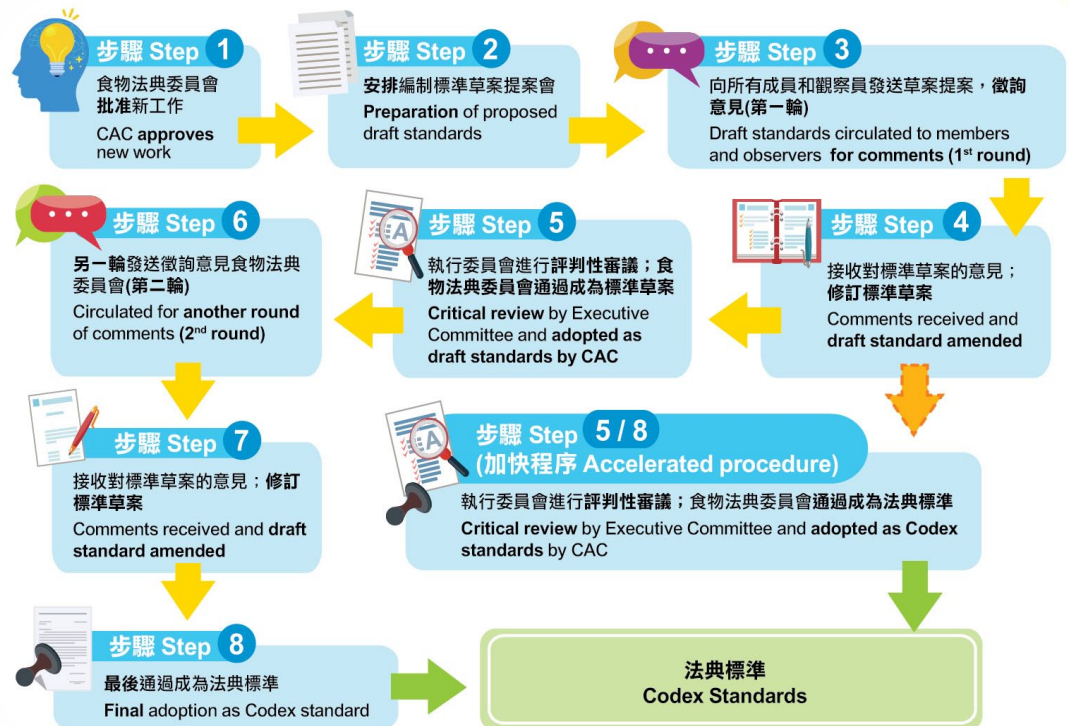 步驟 Step 1
食物法典委員會
批准新工作
CAC approves
new work
步驟 Step 2
安排編制標準草案提案會
Preparation of proposed
draft standards
步驟 Step 3
向所有成員和觀察員發送草案提案，徵詢
意見(第一輪)
Draft standards circulated to members
and observers for comments (1st round)
步驟 Step 4
接收對標準草案的意見；
修訂標準草案
Comments received and
draft standard amended
步驟 Step 5
執行委員會進行評判性審議；食
物法典委員會通過成為標準草案
Critical review by Executive
Committee and adopted as
draft standards by CAC
步驟 Step 6
另一輪發送徵詢意見食物法典
委員會(第二輪)
Circulated for another round
of comments (2nd round)
步驟 Step 7
接收對標準草案的意見；修訂
標準草案
Comments received and draft
standard amended
步驟 Step 5 / 8
(加快程序 Accelerated procedure)
執行委員會進行評判性審議；食物法典委員會通過成為法典標準
Critical review by Executive Committee and adopted as Codex
standards by CAC
步驟 Step 8
最後通過成為法典標準
Final adoption as Codex standard
法典標準
Codex Standards